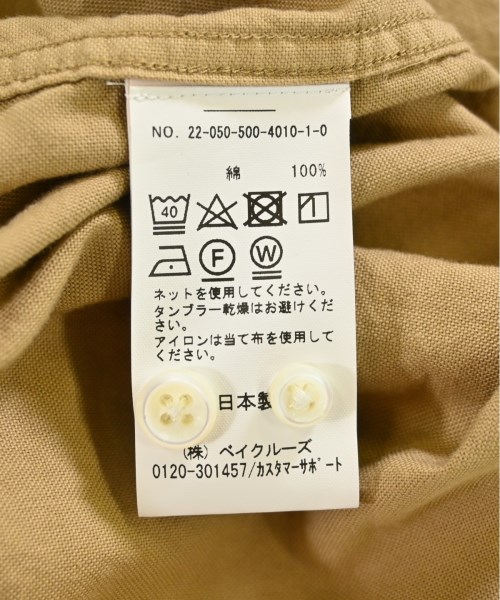 NO. 22-050-500-4010-1-0
綿 100%
40
F W
ネットを使用してください。
タンブラー乾燥はお避けくださ
い。
アイロンは当て布を使用して
ください。
日本製
(株) ベイクルーズ
0120-301457/カスタマーサポート